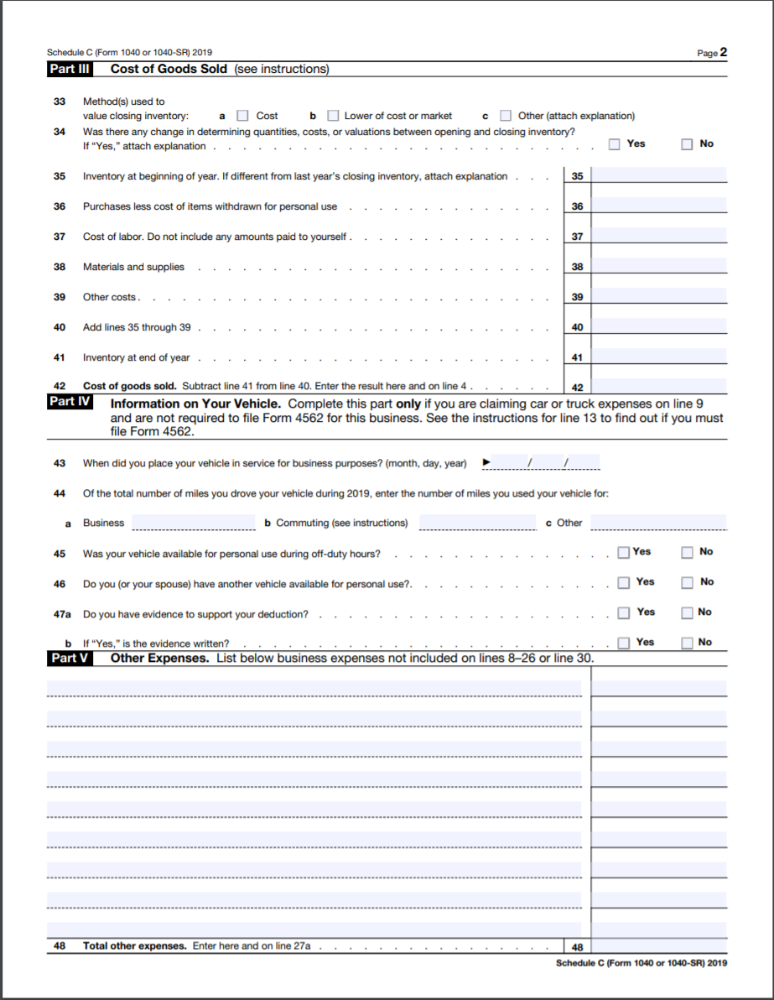 Schedule C (Form 1040 or 1040-SR) 2019 Page 2
Part III Cost of Goods Sold (see instructions)
33 Method(s) used to
value closing inventory: a Cost b Lower of cost or market c Other (attach explanation)
34 Was there any change in determining quantities, costs, or valuations between opening and closing inventory?
If “Yes,” attach explanation . . . . . . . . . . . . . . . . . . . . . Yes No
35 Inventory at beginning of year. If different from last year’s closing inventory, attach explanation . . . 35
36 Purchases less cost of items withdrawn for personal use . . . . . . . . . . . 36
37 Cost of labor. Do not include any amounts paid to yourself . . . . . . . . . . . 37
38 Materials and supplies . . . . . . . . . . . . . . . . . . . 38
39 Other costs . . . . . . . . . . . . . . . . . . . . . . 39
40 Add lines 35 through 39 . . . . . . . . . . . . . . . . . . . 40
41 Inventory at end of year . . . . . . . . . . . . . . . . . . . 41
42 Cost of goods sold. Subtract line 41 from line 40. Enter the result here and on line 4 . . . . . 42
Part IV Information on Your Vehicle. Complete this part only if you are claiming car or truck expenses on line 9
and are not required to file Form 4562 for this business. See the instructions for line 13 to find out if you must
file Form 4562.
43 When did you place your vehicle in service for business purposes? (month, day, year) ▶ / /
44 Of the total number of miles you drove your vehicle during 2019, enter the number of miles you used your vehicle for:
a Business b Commuting (see instructions) c Other
45 Was your vehicle available for personal use during off-duty hours? . . . . . . . . . . . . Yes No
46 Do you (or your spouse) have another vehicle available for personal use?. . . . . . . . . . . Yes No
47a Do you have evidence to support your deduction? . . . . . . . . . . . . . . . . Yes No
b If “Yes,” is the evidence written? . . . . . . . . . . . . . . . . . . . . Yes No
Part V Other Expenses. List below business expenses not included on lines 8–26 or line 30.
48 Total other expenses. Enter here and on line 27a . . . . . . . . . . . . . 48
Schedule C (Form 1040 or 1040-SR) 2019